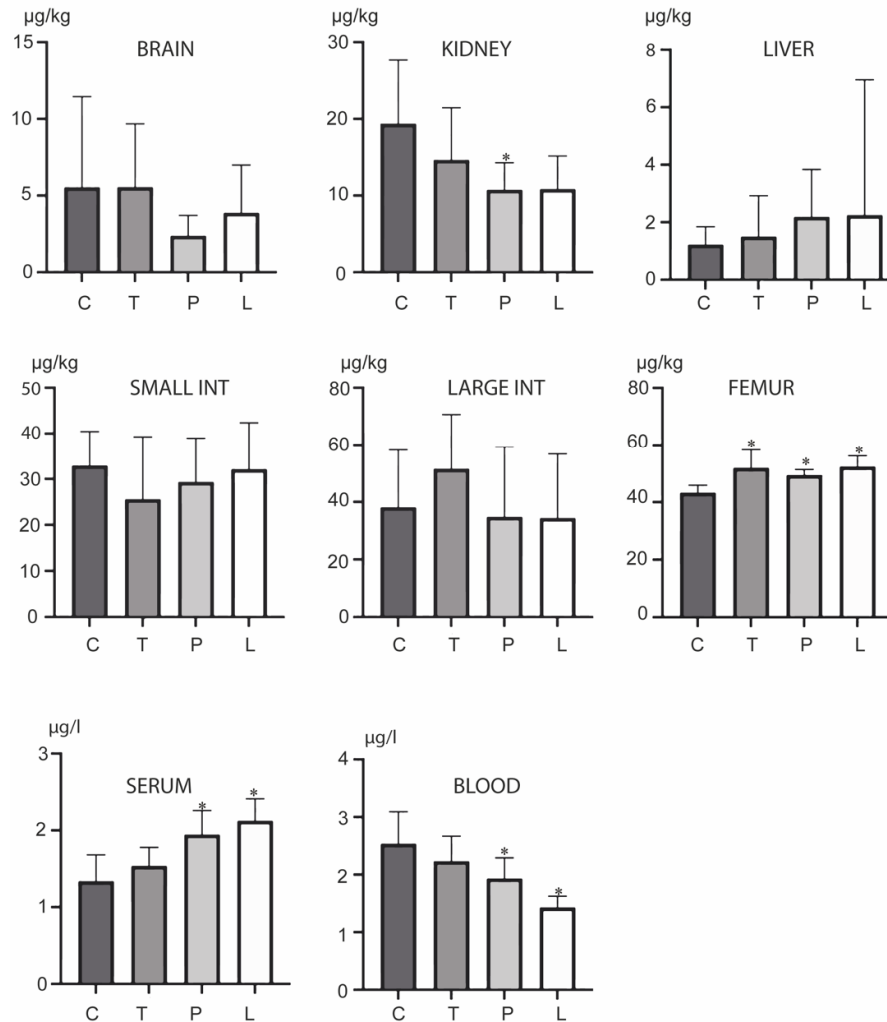 µg/kg µg/kg µg/kg
BRAIN KIDNEY LIVER
15 30 8
10 20 6
5 10 4
0 0 2
0
C T P L C T P L C T P L
*
µg/kg µg/kg µg/kg
SMALL INT LARGE INT FEMUR
50 80 80
40 60 60
30 40 40
20 20 20
10 0 0
0
* * *
C T P L C T P L C T P L
µg/l µg/l
SERUM BLOOD
3 4
2 3
1 2
0 1
0
* * * *
C T P L C T P L